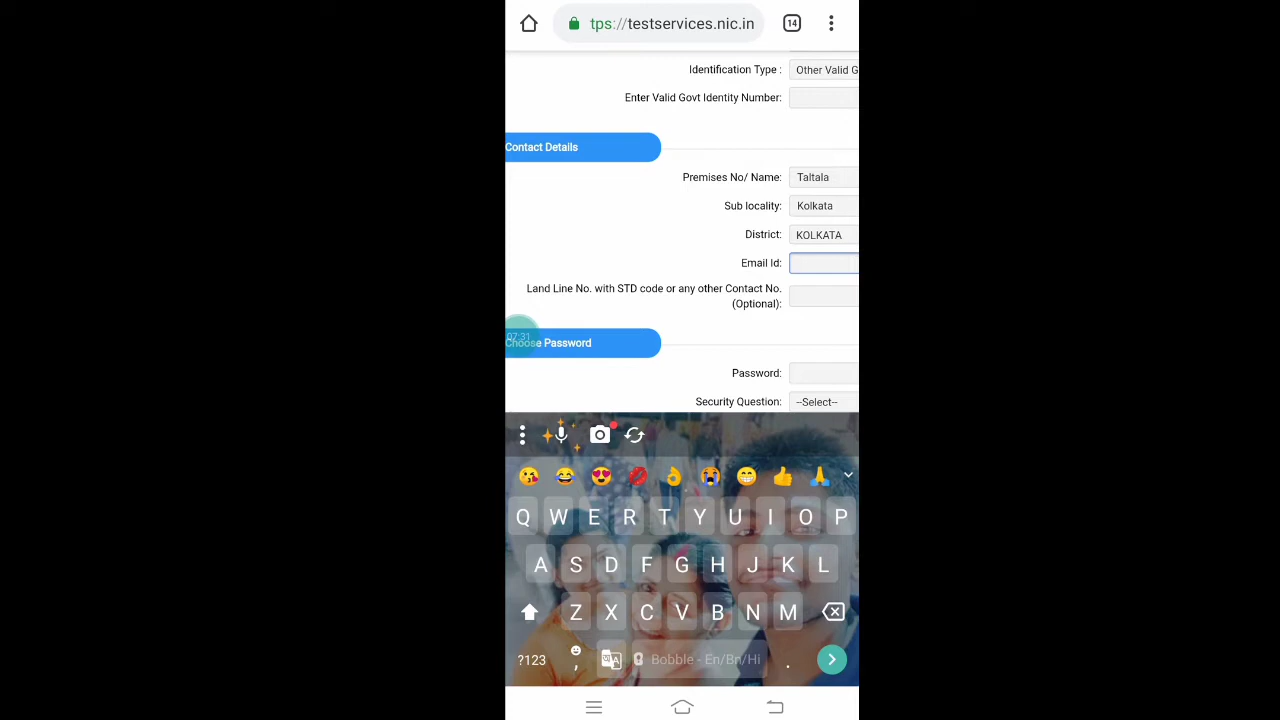 tps://testservices.nic.in
14
Identification Type :
Other Valid G
Enter Valid Govt Identity Number:
Contact Details
Premises No/ Name:
Taltala
Sub locality:
Kolkata
District:
KOLKATA
Email Id:
Land Line No. with STD code or any other Contact No.
(Optional):
07:31
Choose Password
Password:
Security Question:
--Select--
Q W E R T Y U I O P
A S D F G H J K L
Z X C V B N M
?123
,
Bobble - En/Bn/Hi
.